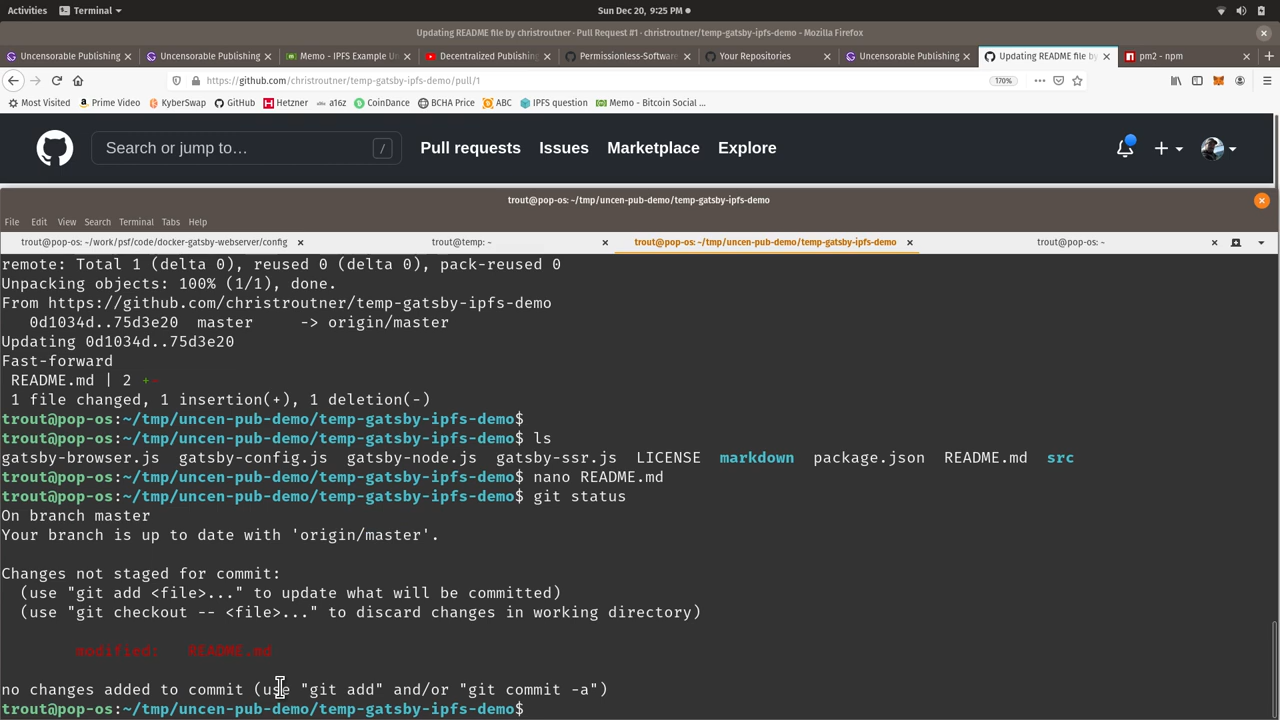 Activities Terminal Sun Dec 20, 9:25 PM
Updating README file by christroutner · Pull Request #1 · christroutner/temp-gatsby-ipfs-demo - Mozilla Firefox
Uncensorable Publishing Uncensorable Publishing Memo - IPFS Example U Decentralized Publishing Permissionless-Software Your Repositories Uncensorable Publishing Updating README file by pm2 - npm
https://github.com/christroutner/temp-gatsby-ipfs-demo/pull/1 170%
Most Visited Prime Video KyberSwap GitHub Hetzner a16z CoinDance BCHA Price ABC IPFS question Memo - Bitcoin Social ...
Search or jump to… / Pull requests Issues Marketplace Explore
trout@pop-os: ~/tmp/uncen-pub-demo/temp-gatsby-ipfs-demo
File Edit View Search Terminal Tabs Help
trout@pop-os: ~/work/psf/code/docker-gatsby-webserver/config trout@temp: ~ trout@pop-os: ~/tmp/uncen-pub-demo/temp-gatsby-ipfs-demo trout@pop-os: ~
remote: Total 1 (delta 0), reused 0 (delta 0), pack-reused 0
Unpacking objects: 100% (1/1), done.
From https://github.com/christroutner/temp-gatsby-ipfs-demo
0d1034d..75d3e20 master -> origin/master
Updating 0d1034d..75d3e20
Fast-forward
README.md | 2 +-
1 file changed, 1 insertion(+), 1 deletion(-)
trout@pop-os:~/tmp/uncen-pub-demo/temp-gatsby-ipfs-demo$
trout@pop-os:~/tmp/uncen-pub-demo/temp-gatsby-ipfs-demo$ ls
gatsby-browser.js gatsby-config.js gatsby-node.js gatsby-ssr.js LICENSE markdown package.json README.md src
trout@pop-os:~/tmp/uncen-pub-demo/temp-gatsby-ipfs-demo$ nano README.md
trout@pop-os:~/tmp/uncen-pub-demo/temp-gatsby-ipfs-demo$ git status
On branch master
Your branch is up to date with 'origin/master'.
Changes not staged for commit:
(use "git add <file>..." to update what will be committed)
(use "git checkout -- <file>..." to discard changes in working directory)
modified: README.md
no changes added to commit (use "git add" and/or "git commit -a")
trout@pop-os:~/tmp/uncen-pub-demo/temp-gatsby-ipfs-demo$